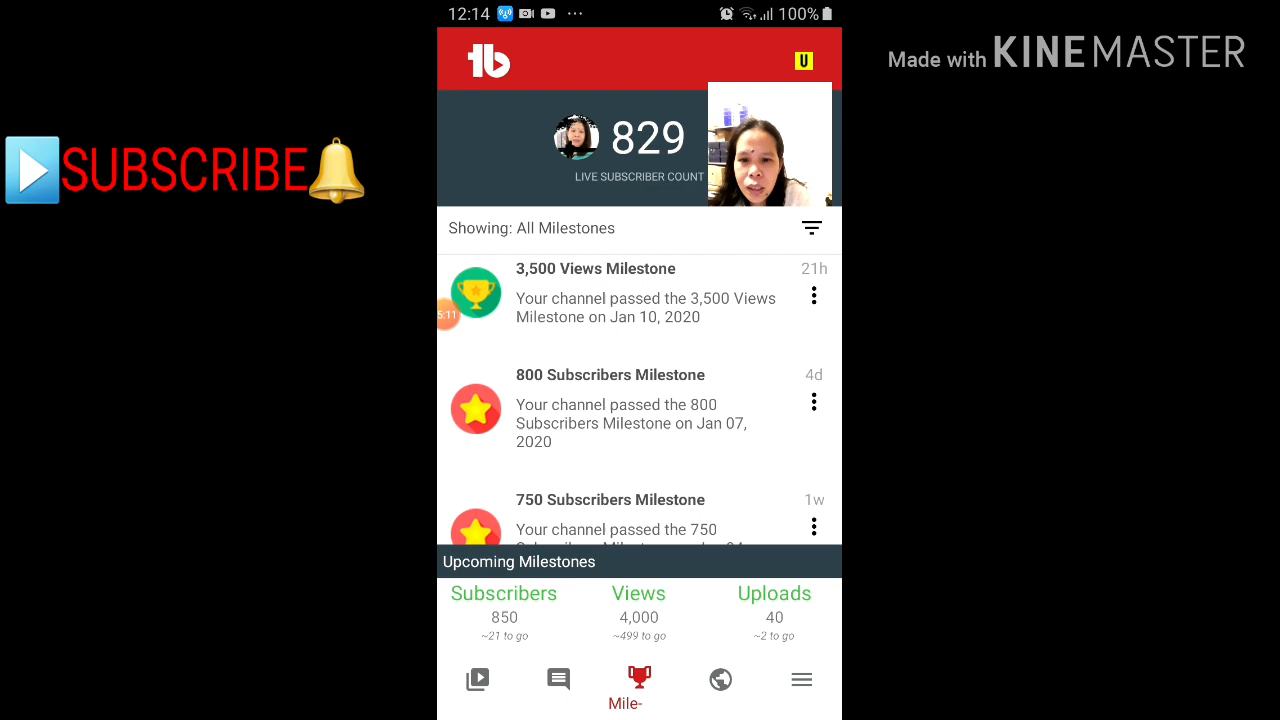 12:14
100%
Made with KINEMASTER
U
829
LIVE SUBSCRIBER COUNT
SUBSCRIBE
Showing: All Milestones
3,500 Views Milestone
21h
Your channel passed the 3,500 Views
Milestone on Jan 10, 2020
5:11
800 Subscribers Milestone
4d
Your channel passed the 800
Subscribers Milestone on Jan 07,
2020
750 Subscribers Milestone
1w
Your channel passed the 750
Upcoming Milestones
Subscribers
Views
Uploads
850
4,000
40
~21 to go
~499 to go
~2 to go
Mile-